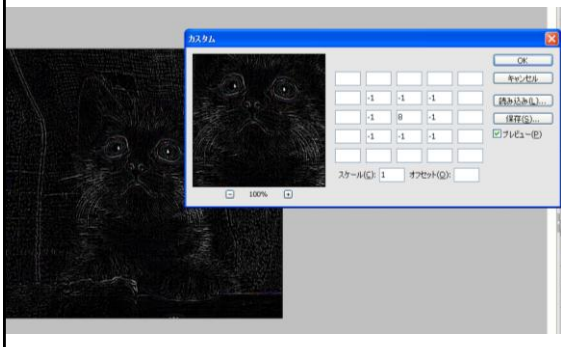 カスタム
OK
キャンセル
-1 -1 -1
読み込み(L)...
-1 8 -1
保存(S)...
-1 -1 -1
プレビュー(P)
スケール(C): 1 オフセット(O):
100%